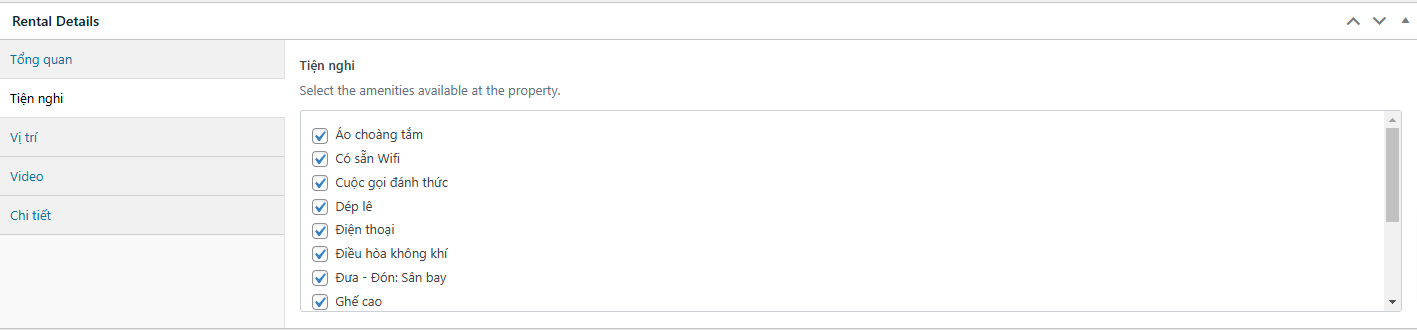 Rental Details
Tổng quan
Tiện nghi
Vị trí
Video
Chi tiết
Tiện nghi
Select the amenities available at the property.
Áo choàng tắm
Có sẵn Wifi
Cuộc gọi đánh thức
Dép lê
Điện thoại
Điều hòa không khí
Đưa - Đón: Sân bay
Ghế cao